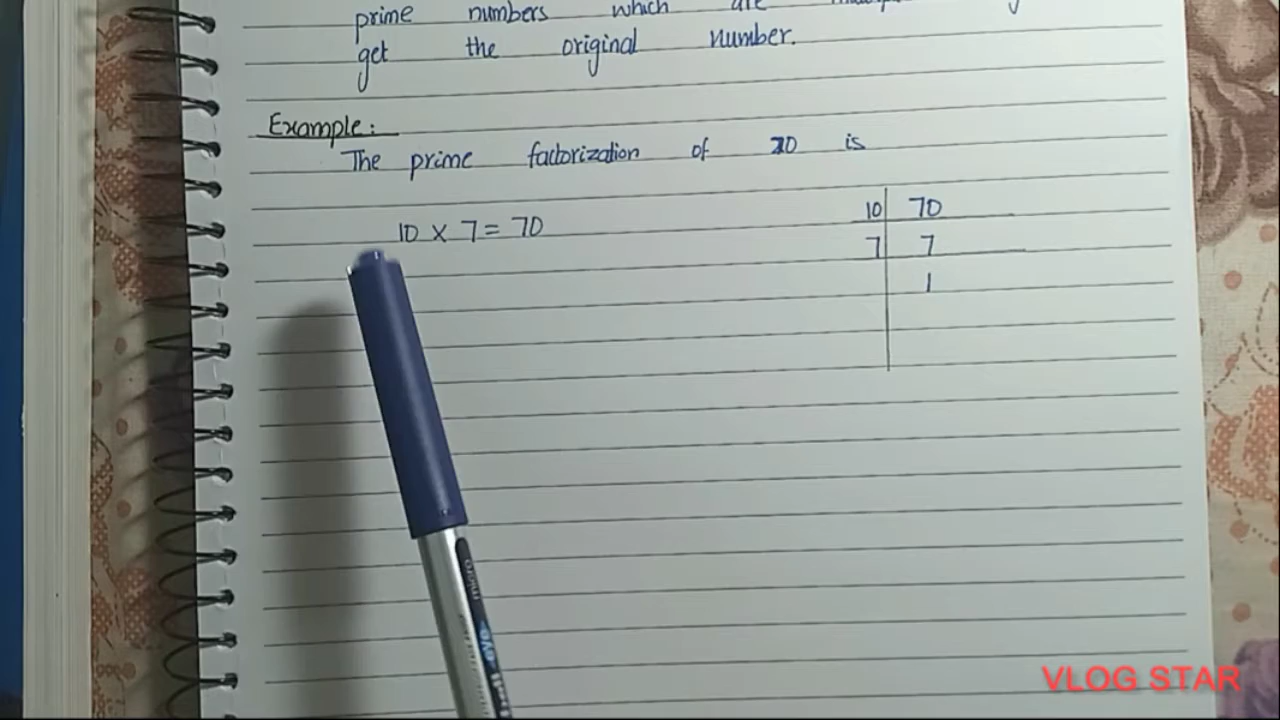 prime numbers which are
get the original number.
Example:
The prime factorization of 70 is
10 × 7 = 70
10 70
7 7
1
VLOG STAR